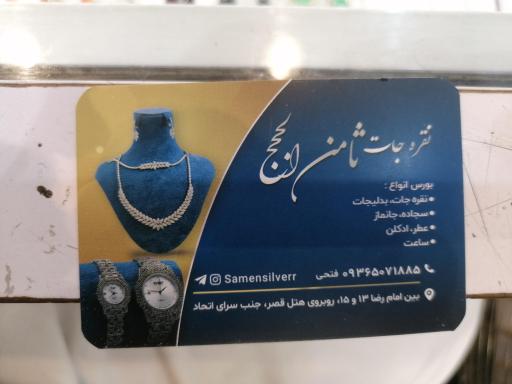 نقره جات ثامن الحجج
بورس انواع :
• نقره جات، بدلیجات
• سجاده، جانماز
• عطر، ادکلن
• ساعت
۰۹۳۶۵۰۷۱۸۸۵ فتحی
Samensilverr
بین امام رضا ۱۳ و ۱۵، روبروی هتل قصر، جنب سرای اتحاد